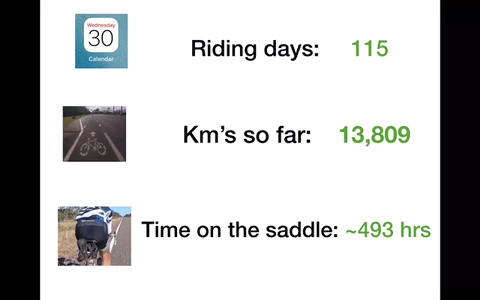 Wednesday
30
Calendar
Riding days: 115
Km's so far: 13,809
Time on the saddle: ~493 hrs